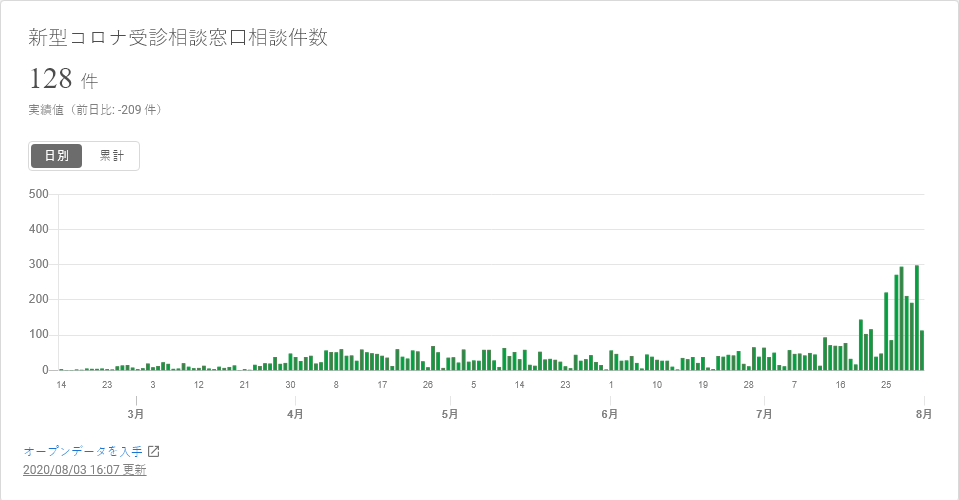 新型コロナ受診相談窓口相談件数
128 件
実績値（前日比: -209 件）
日別 累計
500
400
300
200
100
0
14 23 3 12 21 30 8 17 26 5 14 23 1 10 19 28 7 16 25
3月 4月 5月 6月 7月 8月
オープンデータを入手
2020/08/03 16:07 更新